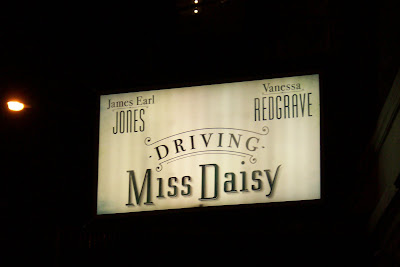 James Earl
JONES
Vanessa
REDGRAVE
DRIVING
Miss Daisy